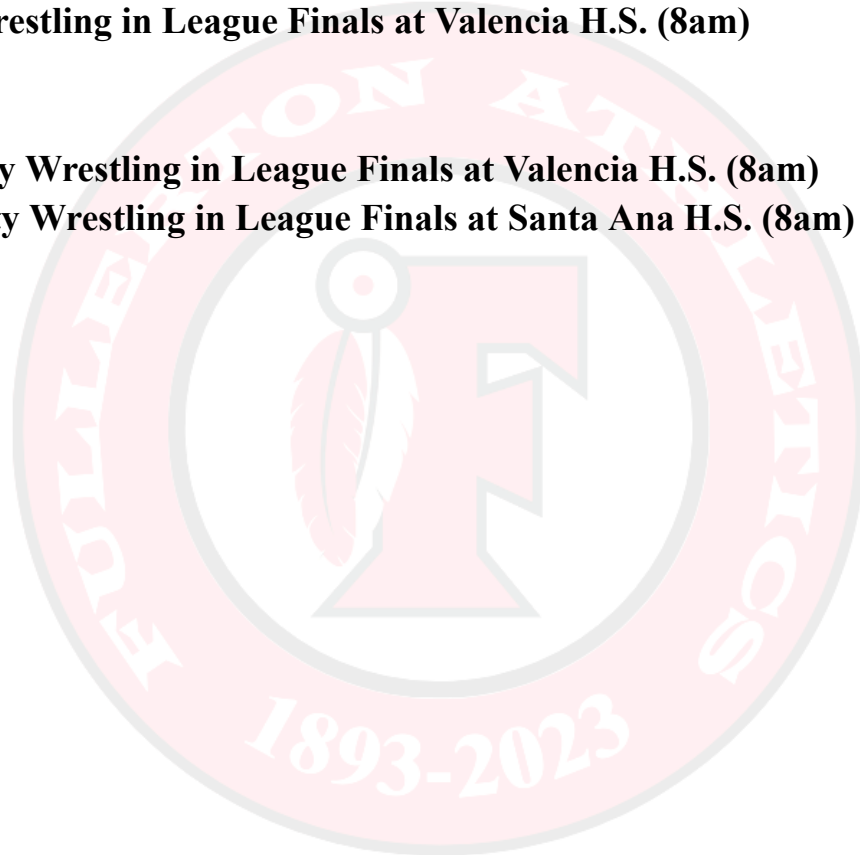 Wrestling in League Finals at Valencia H.S. (8am)
Wrestling in League Finals at Valencia H.S. (8am)
Wrestling in League Finals at Santa Ana H.S. (8am)
FULLERTON ATHLETICS
F
1893-2023